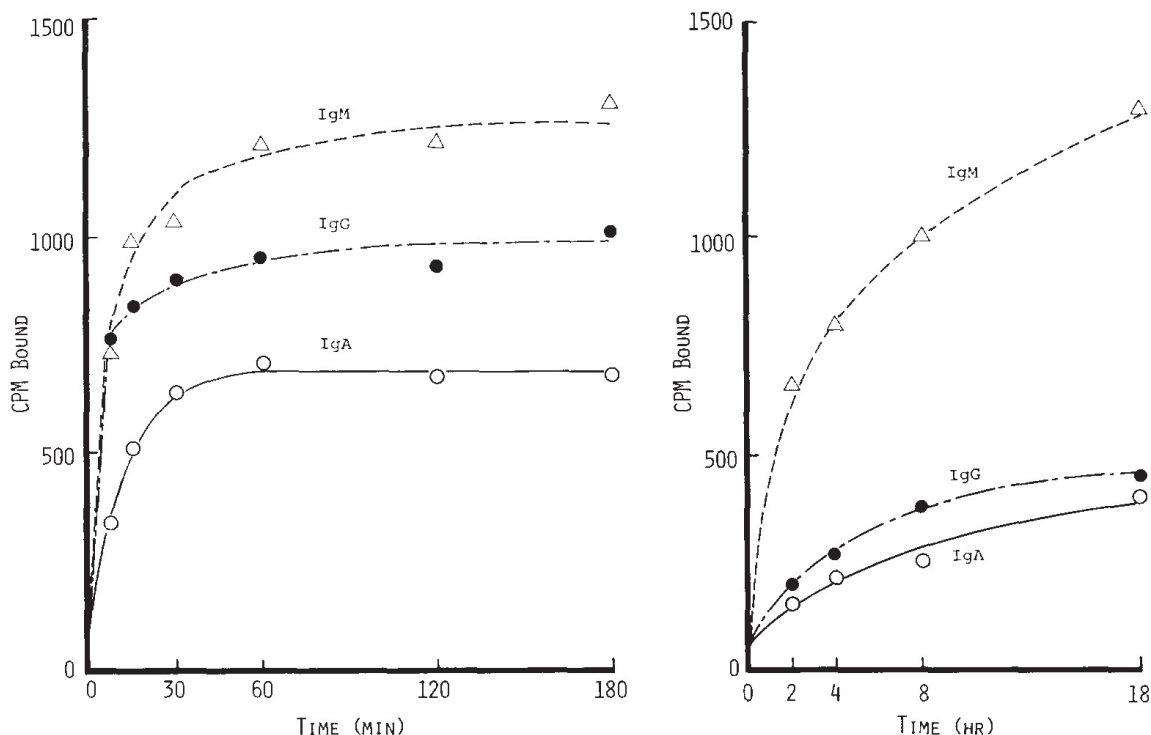 1500
IgM
1000
IgG
IgA
500
0
CPM BOUND
0 30 60 120 180
TIME (MIN)
1500
IgM
1000
500
IgG
IgA
0
CPM BOUND
0 2 4 8 18
TIME (HR)